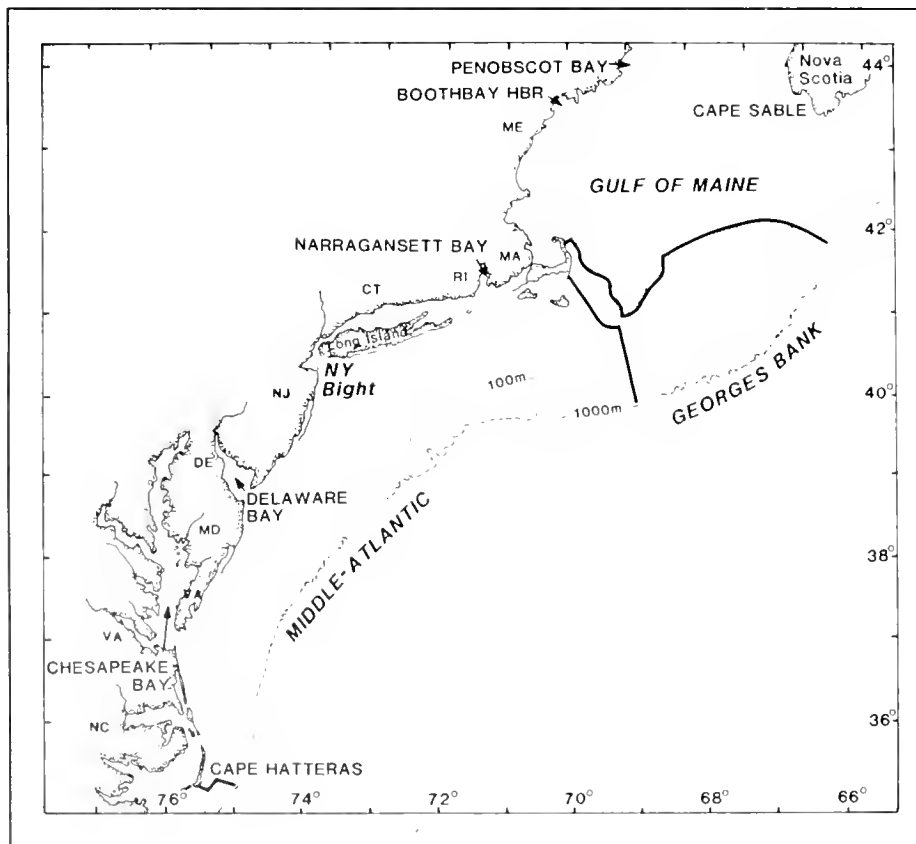 PENOBSCOT BAY
Nova
Scotia
44°
BOOTHBAY HBR
CAPE SABLE
ME
GULF OF MAINE
42°
NARRAGANSETT BAY
MA
RI
CT
Long Island
NY
Bight
NJ
100m
1000m
40°
GEORGES BANK
DE
DELAWARE
BAY
MD
38°
MIDDLE-ATLANTIC
VA
VA
CHESAPEAKE
BAY
NC
36°
CAPE HATTERAS
76°
74°
72°
70°
68°
66°